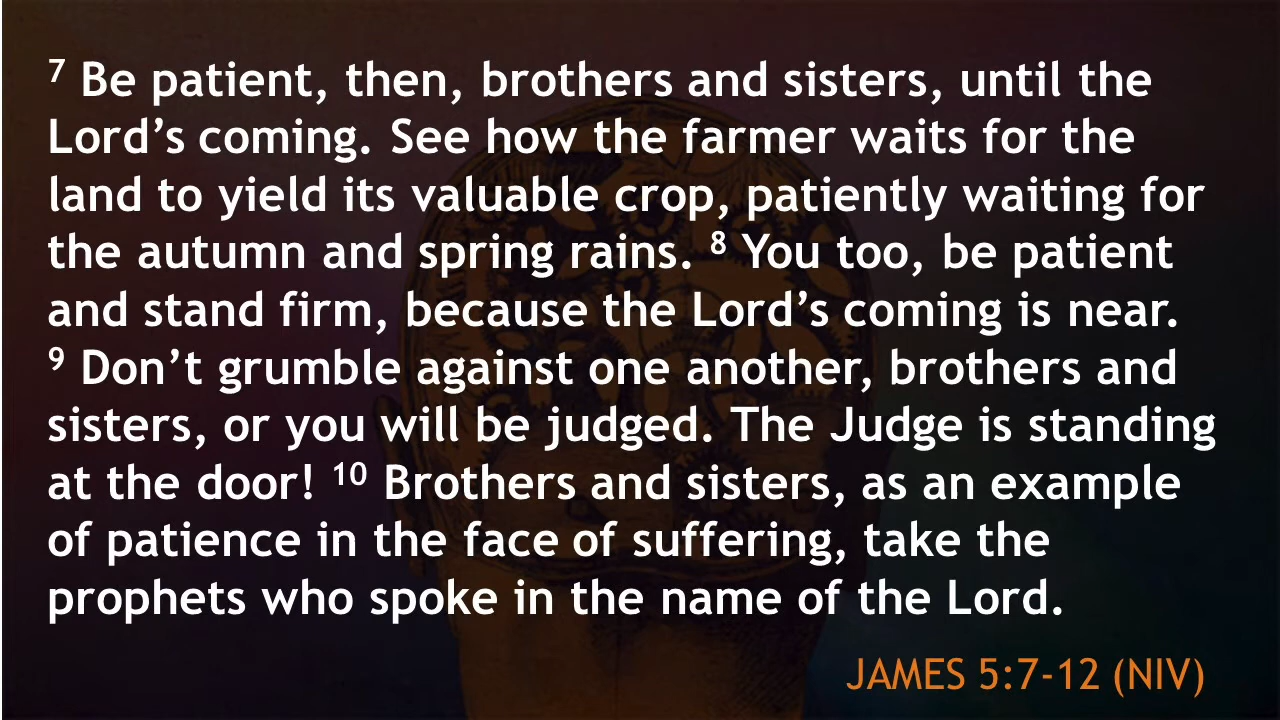 7 Be patient, then, brothers and sisters, until the
Lord’s coming. See how the farmer waits for the
land to yield its valuable crop, patiently waiting for
the autumn and spring rains. 8 You too, be patient
and stand firm, because the Lord’s coming is near.
9 Don’t grumble against one another, brothers and
sisters, or you will be judged. The Judge is standing
at the door! 10 Brothers and sisters, as an example
of patience in the face of suffering, take the
prophets who spoke in the name of the Lord.
JAMES 5:7-12 (NIV)